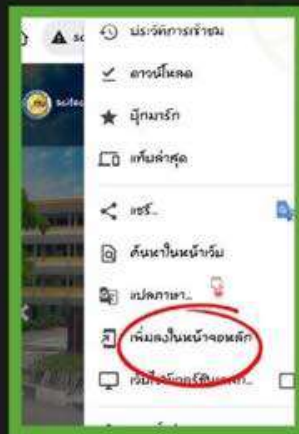 ประวัติการเข้าชม
ดาวน์โหลด
บุ๊กมาร์ก
แท็บล่าสุด
แชร์...
ค้นหาในหน้าเว็บ
แปลภาษา...
เพิ่มลงในหน้าจอหลัก